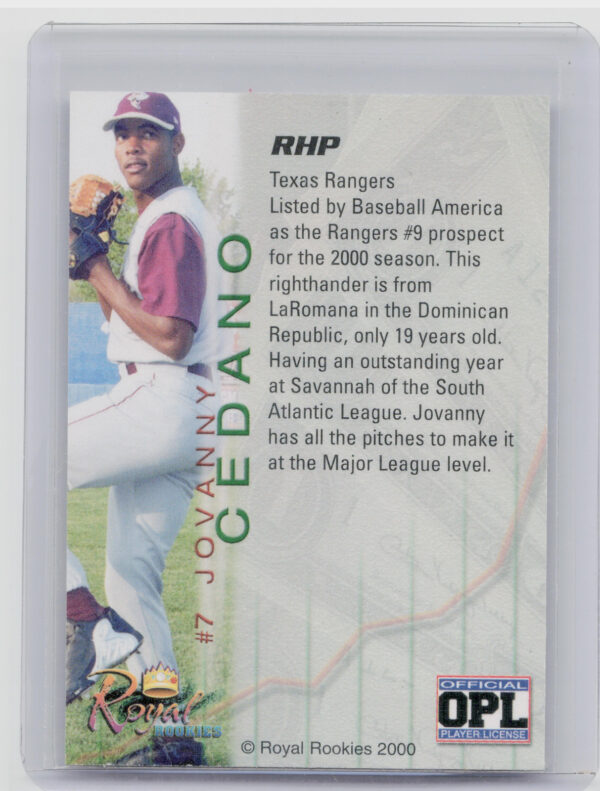 RHP
Texas Rangers
Listed by Baseball America
as the Rangers #9 prospect
for the 2000 season. This
righthander is from
LaRomana in the Dominican
Republic, only 19 years old.
Having an outstanding year
at Savannah of the South
Atlantic League. Jovanny
has all the pitches to make it
at the Major League level.
#7 JOVANNY
CEDANO
Royal
ROOKIES
© Royal Rookies 2000
OFFICIAL
OPL
PLAYER LICENSE